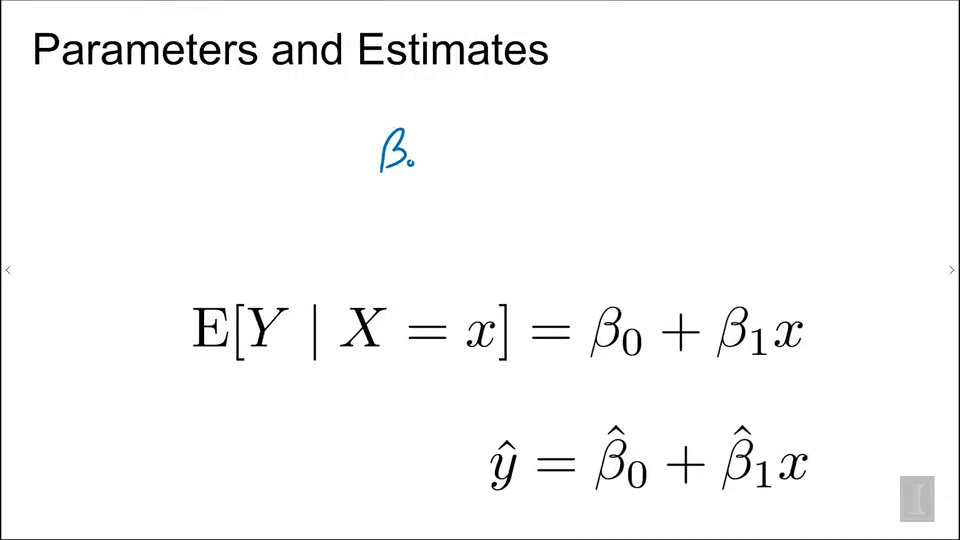 Parameters and Estimates
β₀
E[Y | X = x] = β₀ + β₁x
ŷ = β̂₀ + β̂₁x
I